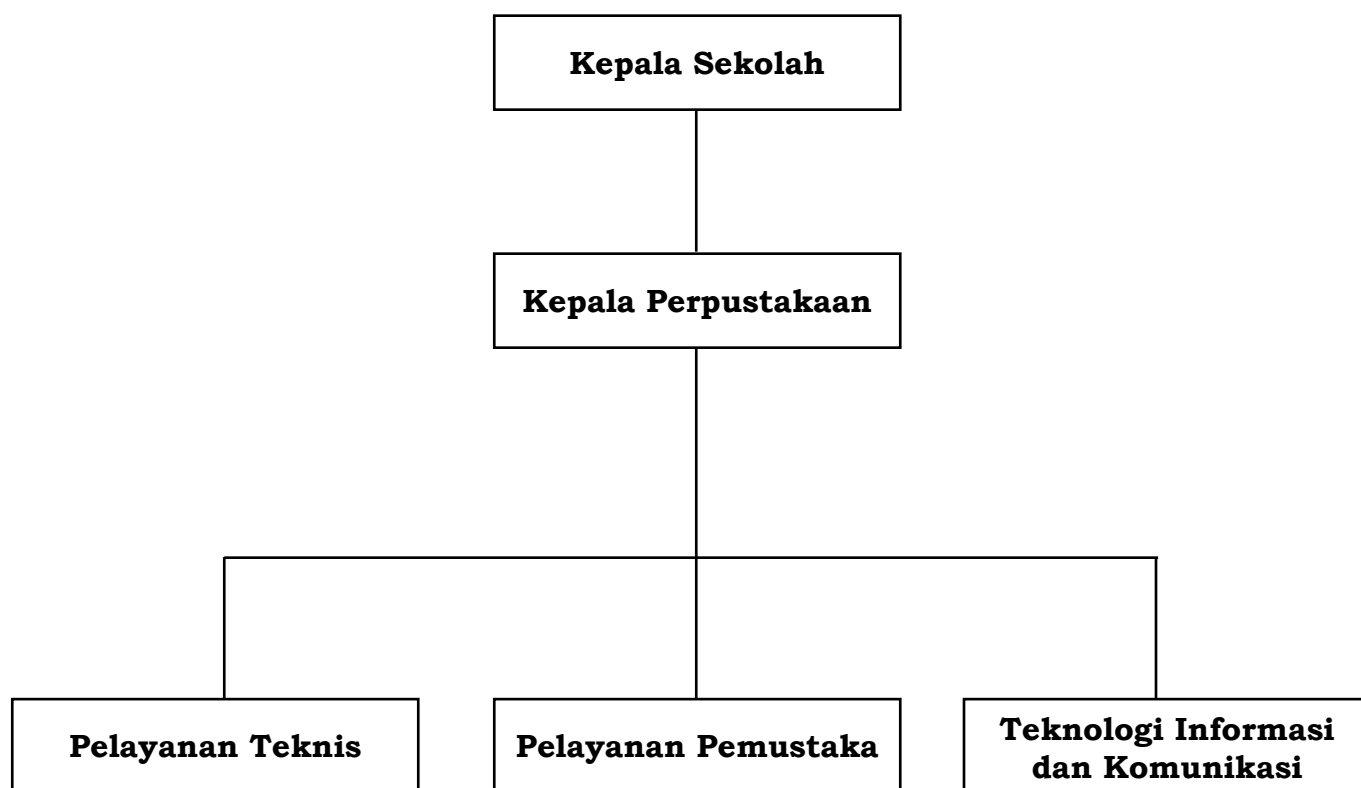 Kepala Sekolah
Kepala Perpustakaan
Pelayanan Teknis
Pelayanan Pemustaka
Teknologi Informasi
dan Komunikasi